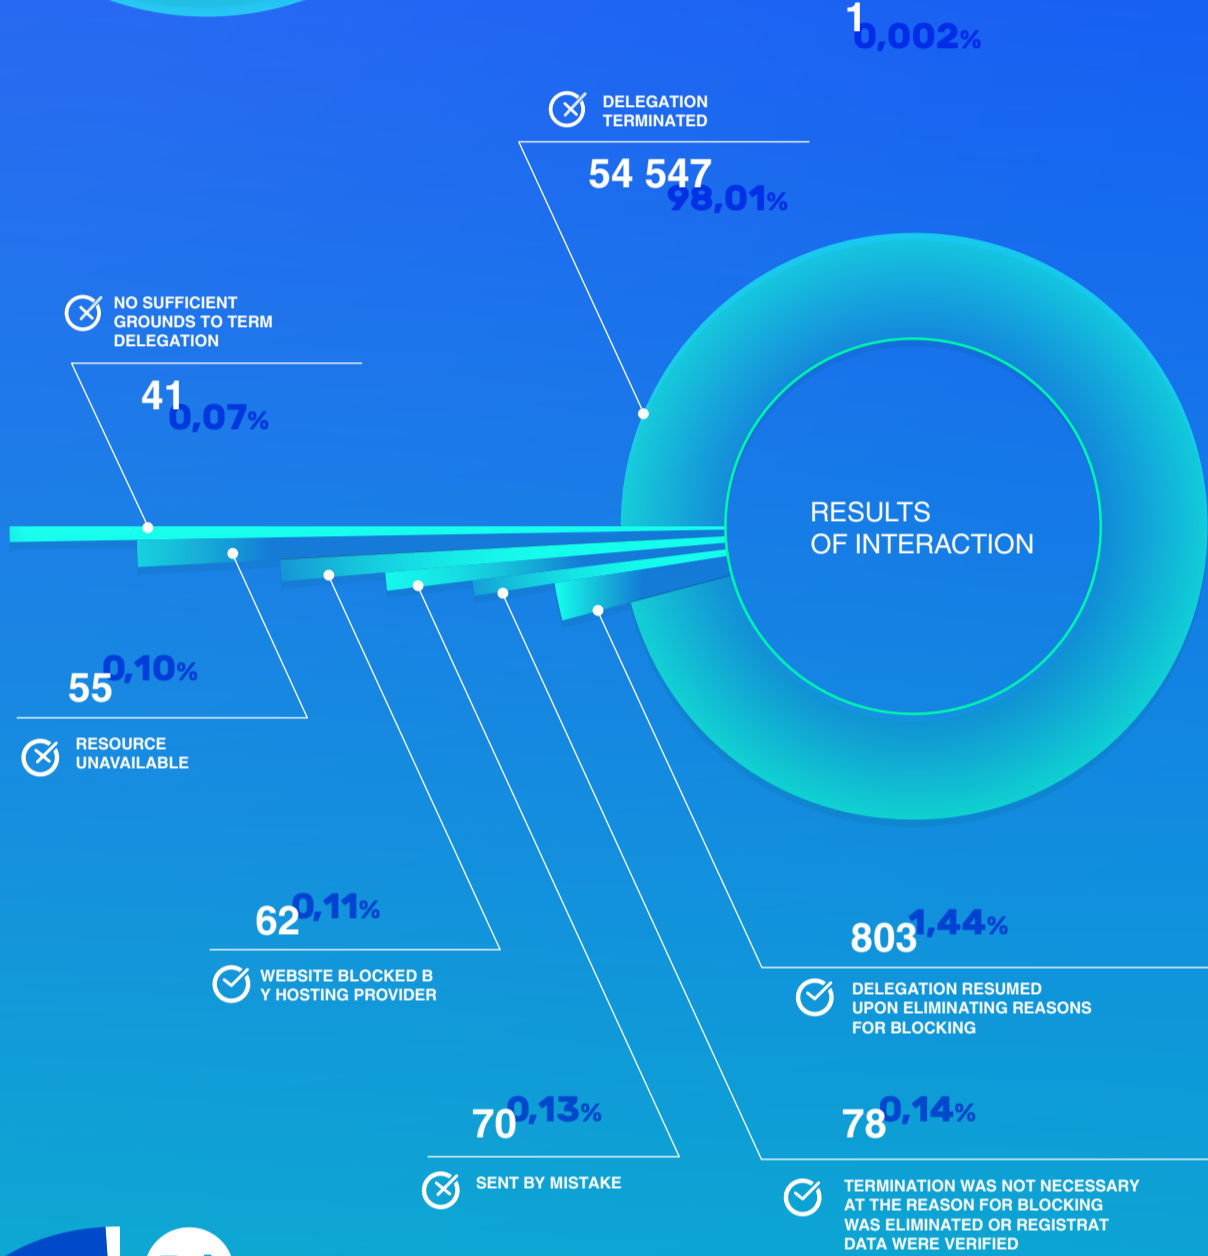 1
0,002%
DELEGATION
TERMINATED
54 547
98,01%
NO SUFFICIENT
GROUNDS TO TERM
DELEGATION
41
0,07%
RESULTS
OF INTERACTION
0,10%
55
RESOURCE
UNAVAILABLE
0,11%
62
WEBSITE BLOCKED B
Y HOSTING PROVIDER
1,44%
803
DELEGATION RESUMED
UPON ELIMINATING REASONS
FOR BLOCKING
0,13%
70
SENT BY MISTAKE
0,14%
78
TERMINATION WAS NOT NECESSARY
AT THE REASON FOR BLOCKING
WAS ELIMINATED OR REGISTRAT
DATA WERE VERIFIED